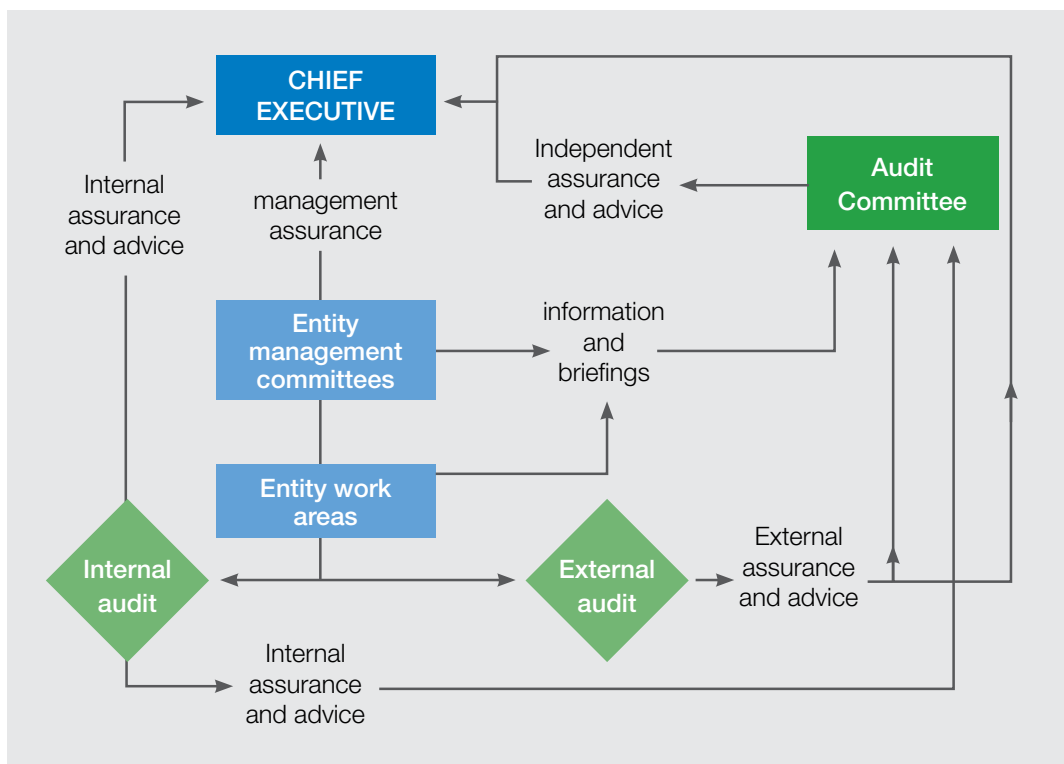 CHIEF
EXECUTIVE
Independent
assurance
and advice
Audit
Committee
Internal
assurance
and advice
management
assurance
Entity
management
committees
information
and
briefings
Entity work
areas
Internal
audit
External
audit
External
assurance
and advice
Internal
assurance
and advice